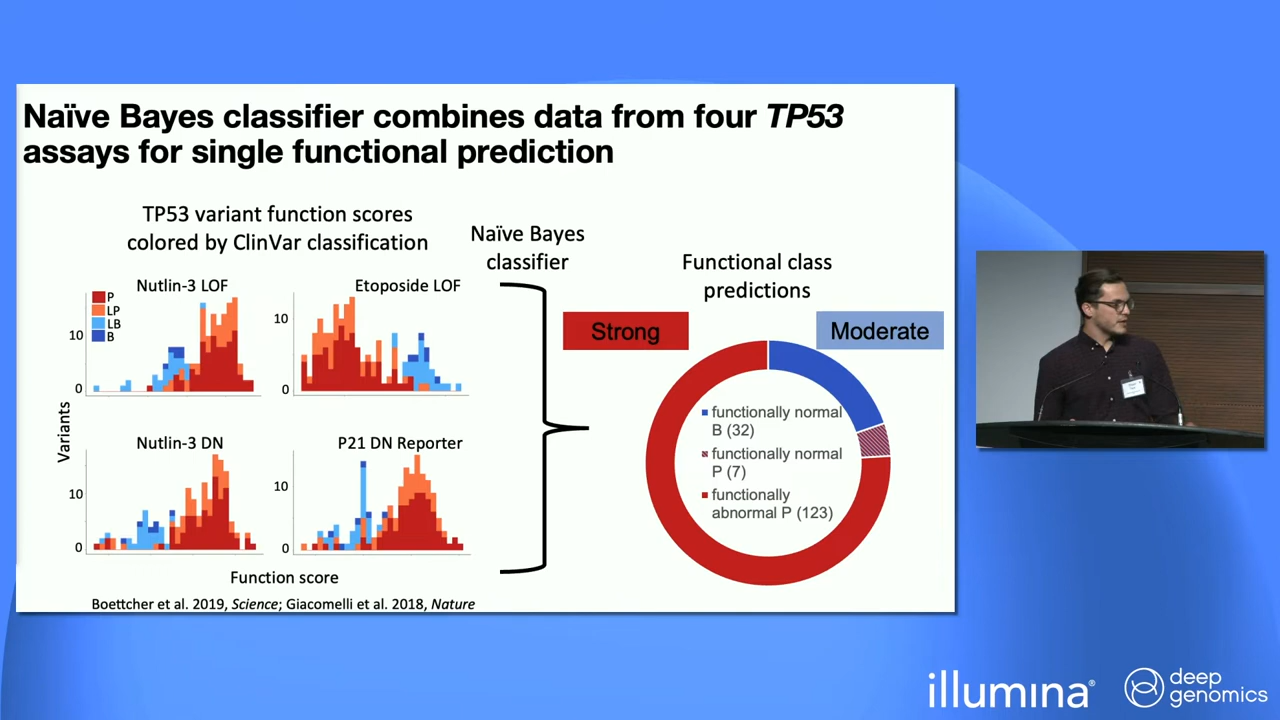 Naïve Bayes classifier combines data from four TP53
assays for single functional prediction
TP53 variant function scores
colored by ClinVar classification
Naïve Bayes
classifier
Functional class
predictions
Nutlin-3 LOF
Etoposide LOF
P
LP
LB
B
10
0
10
0
Strong
Moderate
functionally normal
B (32)
functionally normal
P (7)
functionally
abnormal P (123)
Variants
Nutlin-3 DN
P21 DN Reporter
10
0
10
0
Function score
Boettcher et al. 2019, Science; Giacomelli et al. 2018, Nature
illumina®
deep
genomics